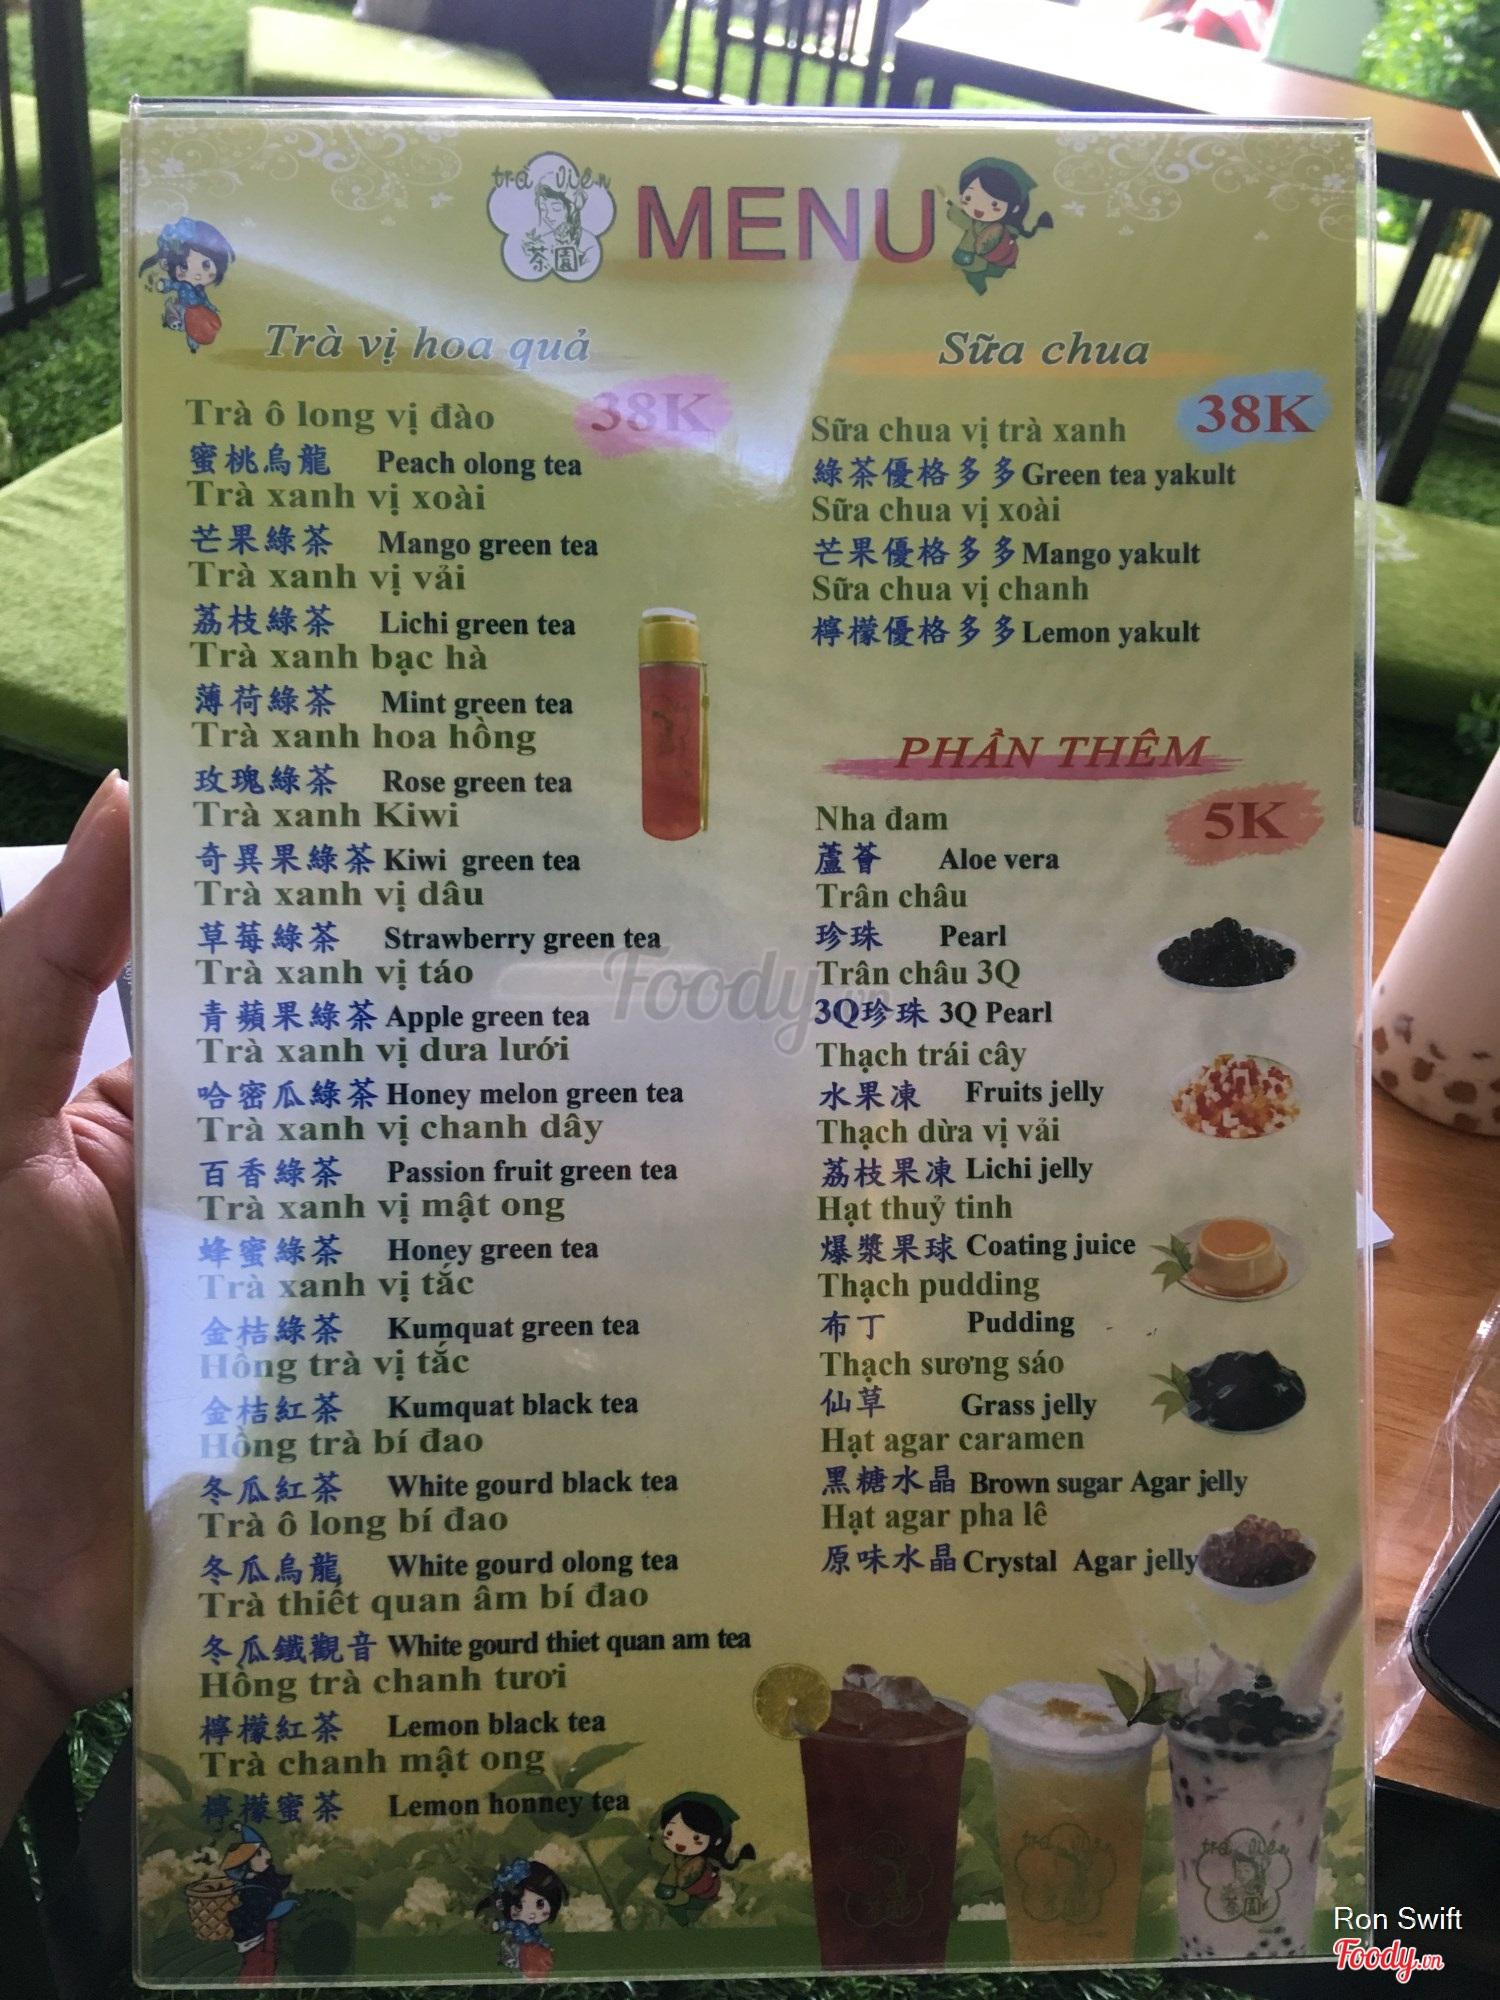 trà viên
茶園
MENU
Trà vị hoa quả
38K
Trà ô long vị đào
蜜桃烏龍 Peach olong tea
Trà xanh vị xoài
芒果綠茶 Mango green tea
Trà xanh vị vải
荔枝綠茶 Lichi green tea
Trà xanh bạc hà
薄荷綠茶 Mint green tea
Trà xanh hoa hồng
玫瑰綠茶 Rose green tea
Trà xanh Kiwi
奇異果綠茶 Kiwi green tea
Trà xanh vị dâu
草莓綠茶 Strawberry green tea
Trà xanh vị táo
青蘋果綠茶 Apple green tea
Trà xanh vị dưa lưới
哈密瓜綠茶 Honey melon green tea
Trà xanh vị chanh dây
百香綠茶 Passion fruit green tea
Trà xanh vị mật ong
蜂蜜綠茶 Honey green tea
Trà xanh vị tắc
金桔綠茶 Kumquat green tea
Hồng trà vị tắc
金桔紅茶 Kumquat black tea
Hồng trà bí đao
冬瓜紅茶 White gourd black tea
Trà ô long bí đao
冬瓜烏龍 White gourd olong tea
Trà thiết quan âm bí đao
冬瓜鐵觀音 White gourd thiet quan am tea
Hồng trà chanh tươi
檸檬紅茶 Lemon black tea
Trà chanh mật ong
檸檬蜜茶 Lemon honney tea
Sữa chua
38K
Sữa chua vị trà xanh
綠茶優格多多 Green tea yakult
Sữa chua vị xoài
芒果優格多多 Mango yakult
Sữa chua vị chanh
檸檬優格多多 Lemon yakult
PHẦN THÊM
5K
Nha đam
蘆薈 Aloe vera
Trân châu
珍珠 Pearl
Trân châu 3Q
3Q珍珠 3Q Pearl
Thạch trái cây
水果凍 Fruits jelly
Thạch dừa vị vải
荔枝果凍 Lichi jelly
Hạt thuỷ tinh
爆漿果球 Coating juice
Thạch pudding
布丁 Pudding
Thạch sương sáo
仙草 Grass jelly
Hạt agar caramen
黑糖水晶 Brown sugar Agar jelly
Hạt agar pha lê
原味水晶 Crystal Agar jelly
trà viên
茶園
Foody.vn
Ron Swift
Foody.vn